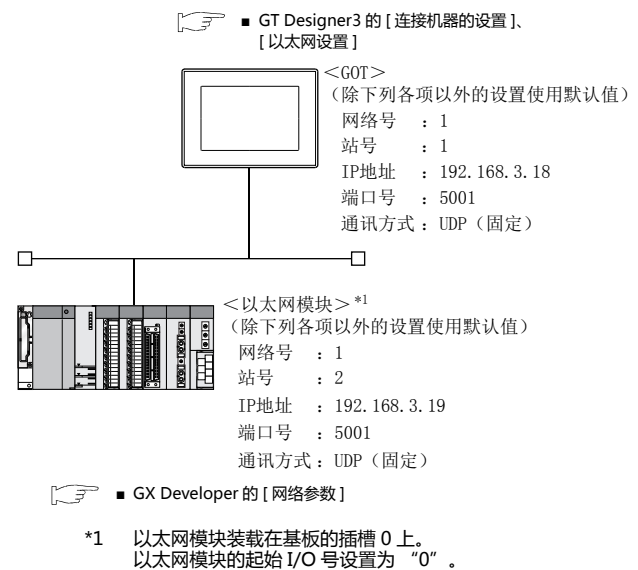 ■ GT Designer3 的 [ 连接机器的设置 ]、
[ 以太网设置 ]
＜GOT＞
（除下列各项以外的设置使用默认值）
网络号 ：1
站号 ：1
IP地址 ：192.168.3.18
端口号 ：5001
通讯方式：UDP（固定）
＜以太网模块＞*1
（除下列各项以外的设置使用默认值）
网络号 ：1
站号 ：2
IP地址 ：192.168.3.19
端口号 ：5001
通讯方式：UDP（固定）
■ GX Developer 的 [ 网络参数 ]
*1 以太网模块装载在基板的插槽 0 上。
以太网模块的起始 I/O 号设置为 “0”。